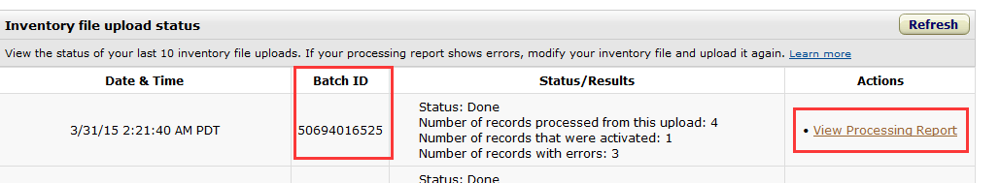 Inventory file upload status
Refresh
View the status of your last 10 inventory file uploads. If your processing report shows errors, modify your inventory file and upload it again. Learn more
Date & Time Batch ID Status/Results Actions
3/31/15 2:21:40 AM PDT
50694016525
Status: Done
Number of records processed from this upload: 4
Number of records that were activated: 1
Number of records with errors: 3
• View Processing Report
Status: Done